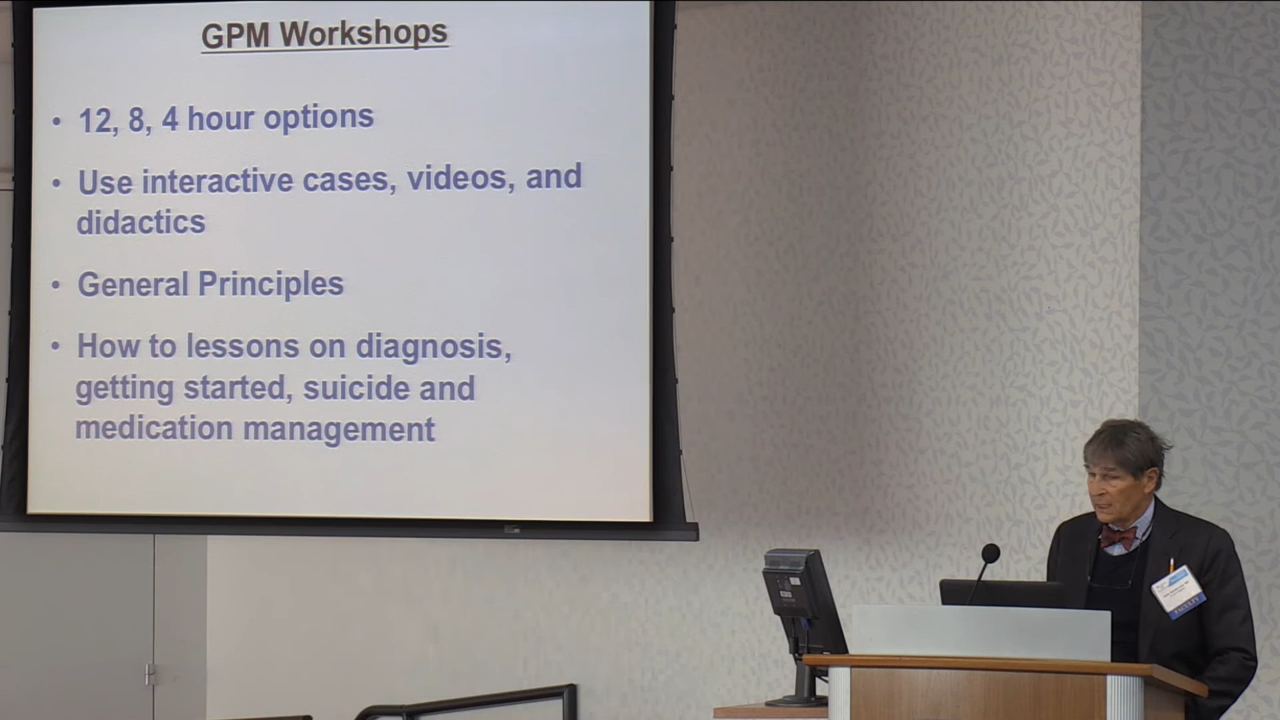 GPM Workshops
• 12, 8, 4 hour options
• Use interactive cases, videos, and
didactics
• General Principles
• How to lessons on diagnosis,
getting started, suicide and
medication management
FACULTY